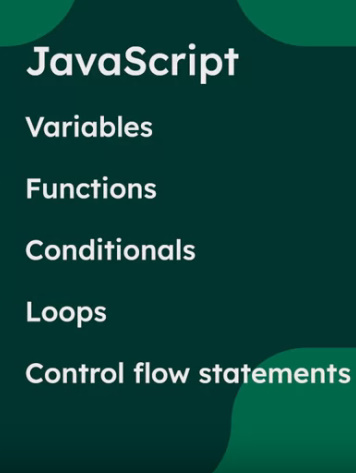 JavaScript
Variables
Functions
Conditionals
Loops
Control flow statements